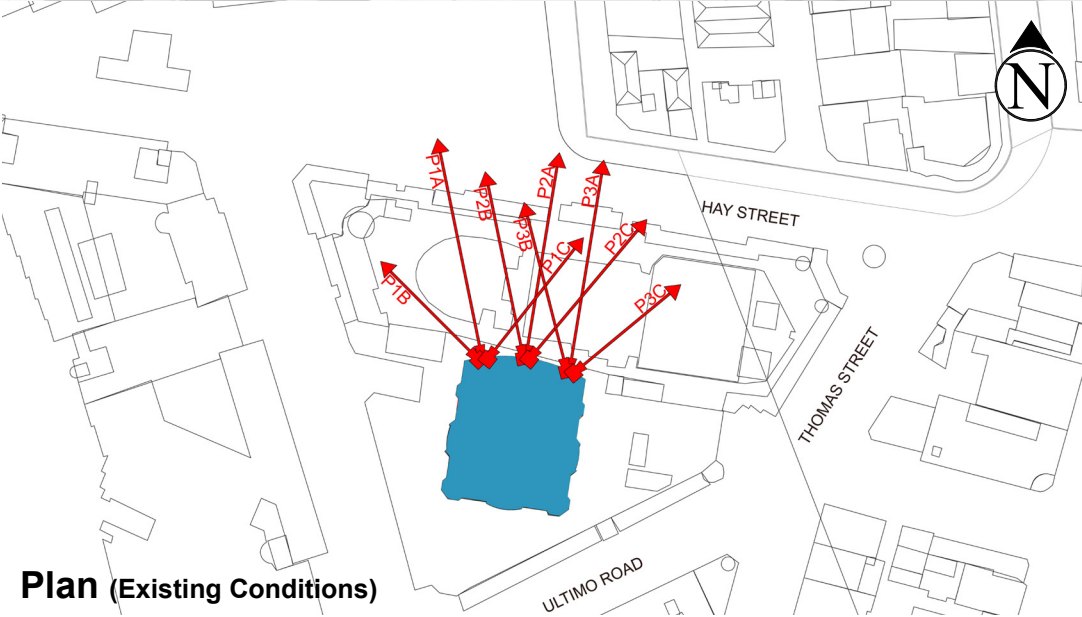 N
P1A
P2B
P2A
P3A
P3B
P1C
P2C
P1B
P3C
HAY STREET
THOMAS STREET
ULTIMO ROAD
Plan (Existing Conditions)